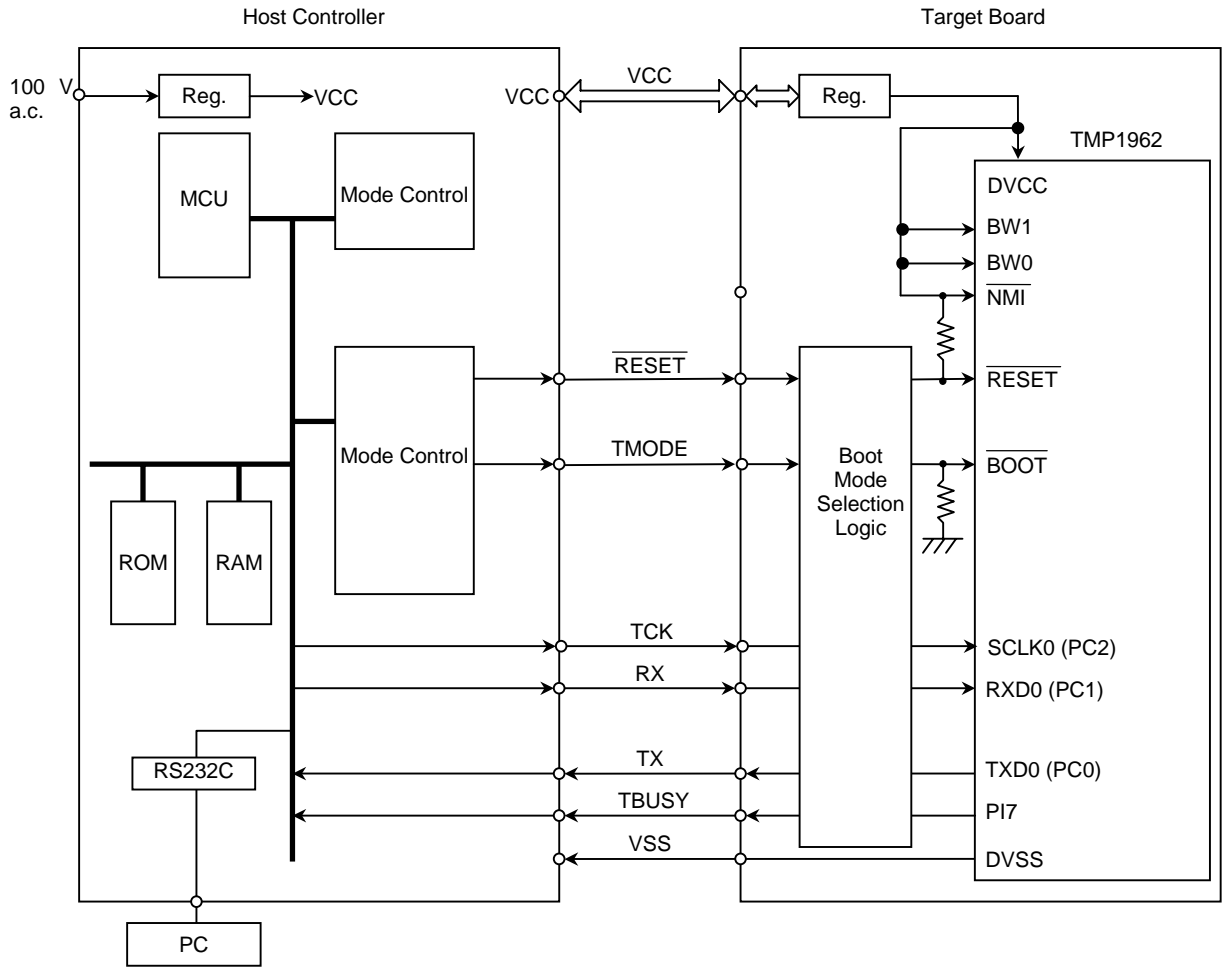 Host Controller
Target Board
100 V
a.c.
Reg.
VCC
VCC
VCC
Reg.
TMP1962
MCU
Mode Control
DVCC
BW1
BW0
NMI
RESET
RESET
Mode Control
TMODE
Boot
Mode
Selection
Logic
BOOT
ROM
RAM
TCK
SCLK0 (PC2)
RX
RXD0 (PC1)
RS232C
TX
TXD0 (PC0)
TBUSY
PI7
VSS
DVSS
PC